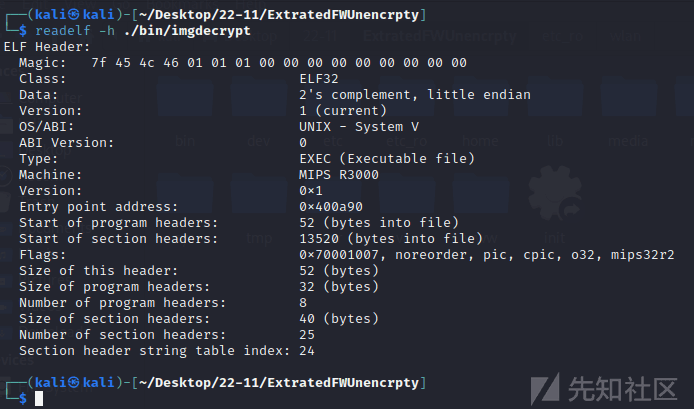 ┌──(kali㉿kali)-[~/Desktop/22-11/ExtratedFWUnencrpty]
└─$ readelf -h ./bin/imgdecrypt
ELF Header:
  Magic:   7f 45 4c 46 01 01 01 00 00 00 00 00 00 00 00 00
  Class:                             ELF32
  Data:                              2's complement, little endian
  Version:                           1 (current)
  OS/ABI:                            UNIX - System V
  ABI Version:                       0
  Type:                              EXEC (Executable file)
  Machine:                           MIPS R3000
  Version:                           0×1
  Entry point address:               0×400a90
  Start of program headers:          52 (bytes into file)
  Start of section headers:          13520 (bytes into file)
  Flags:                             0×70001007, noreorder, pic, cpic, o32, mips32r2
  Size of this header:               52 (bytes)
  Size of program headers:           32 (bytes)
  Number of program headers:         8
  Size of section headers:           40 (bytes)
  Number of section headers:         25
  Section header string table index: 24
┌──(kali㉿kali)-[~/Desktop/22-11/ExtratedFWUnencrpty]
└─$
先知社区